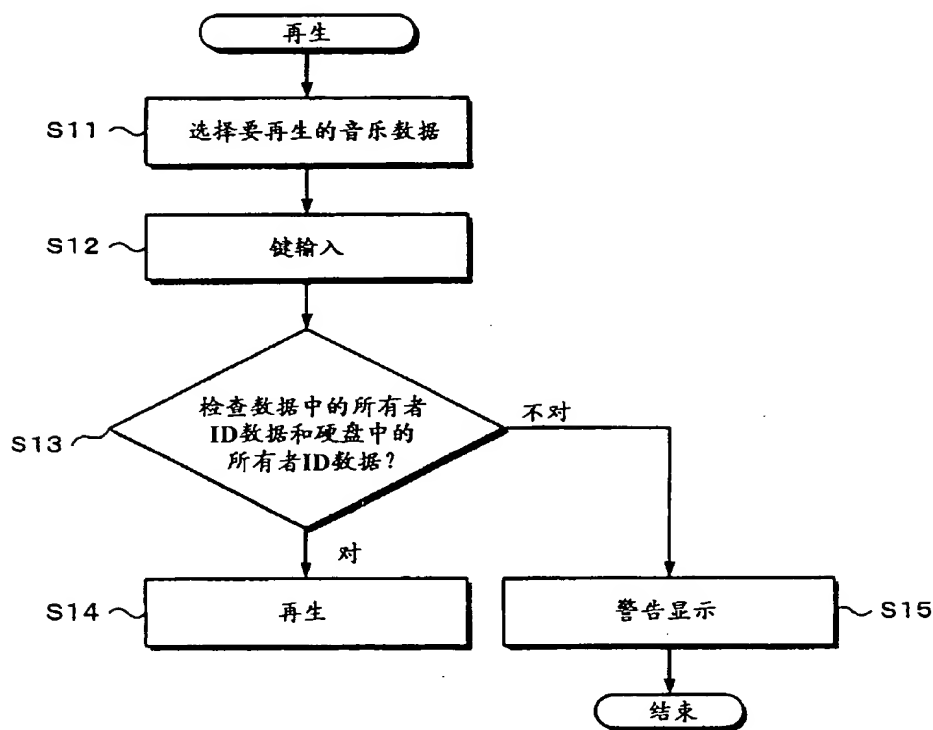 再生
S11
选择要再生的音乐数据
S12
键输入
S13
检查数据中的所有者
ID数据和硬盘中的
所有者ID数据?
不对
对
S14
再生
警告显示
S15
结束